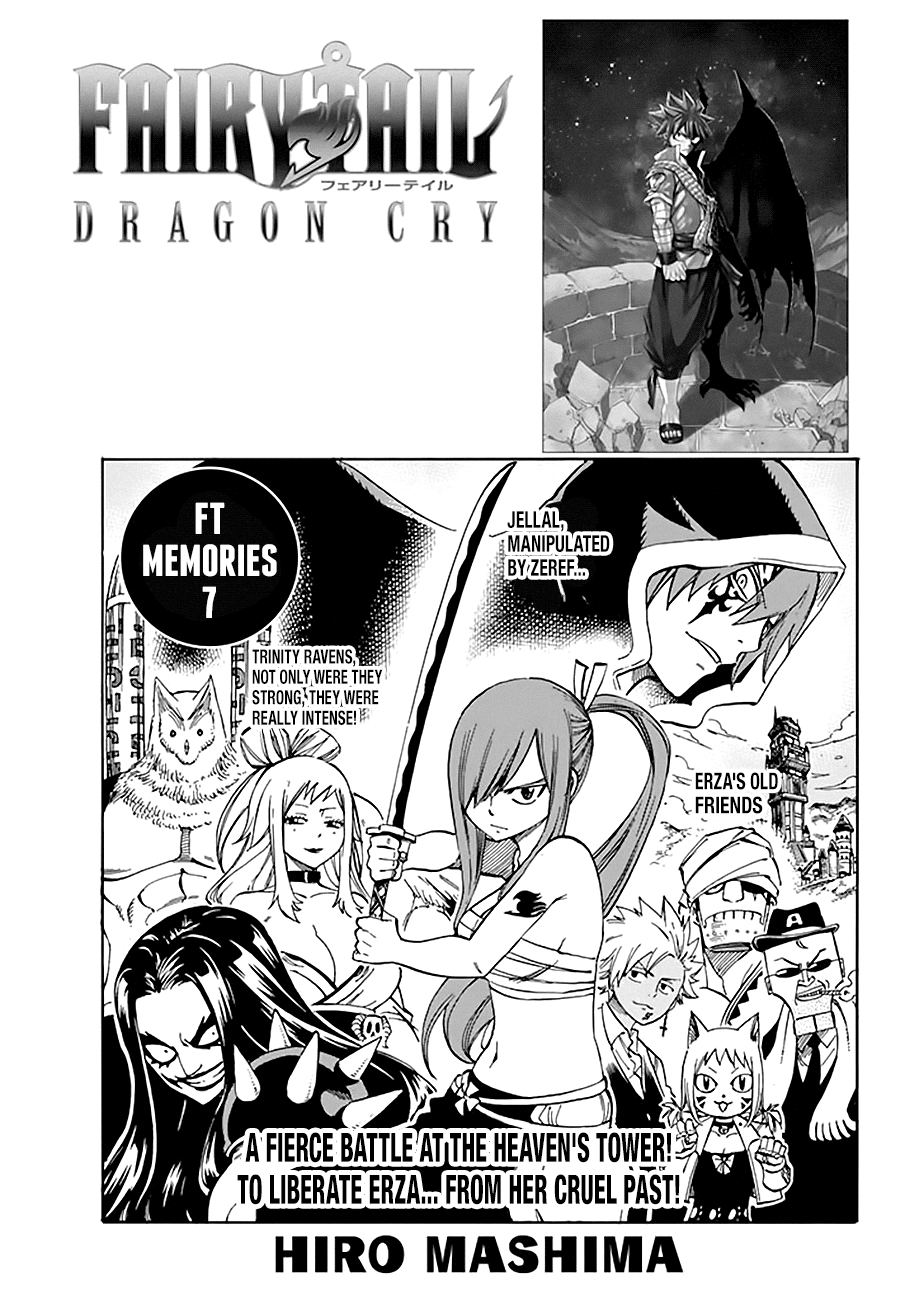 FAIRY TAIL
フェアリーテイル
DRAGON CRY
FT
MEMORIES
7
JELLAL,
MANIPULATED
BY ZEREF...
TRINITY RAVENS,
NOT ONLY WERE THEY
STRONG, THEY WERE
REALLY INTENSE!
ERZA'S OLD
FRIENDS
A
A FIERCE BATTLE AT THE HEAVEN'S TOWER!
TO LIBERATE ERZA... FROM HER CRUEL PAST!
HIRO MASHIMA